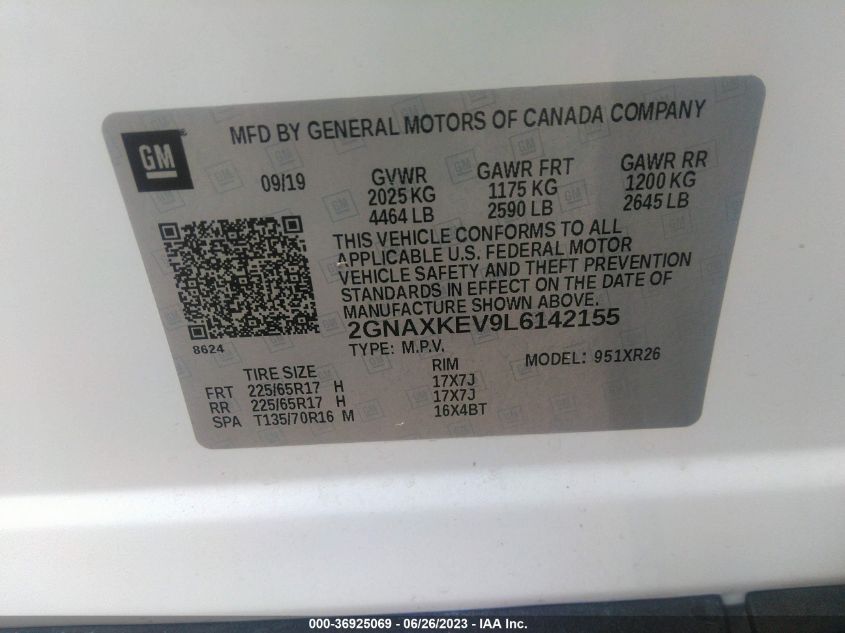 MFD BY GENERAL MOTORS OF CANADA COMPANY
GM
09/19 GVWR GAWR FRT GAWR RR
2025 KG 1175 KG 1200 KG
4464 LB 2590 LB 2645 LB
THIS VEHICLE CONFORMS TO ALL
APPLICABLE U.S. FEDERAL MOTOR
VEHICLE SAFETY AND THEFT PREVENTION
STANDARDS IN EFFECT ON THE DATE OF
MANUFACTURE SHOWN ABOVE.
2GNAXKEV9L6142155
8624
TYPE: M.P.V. MODEL: 951XR26
TIRE SIZE RIM
FRT 225/65R17 H 17X7J
RR 225/65R17 H 17X7J
SPA T135/70R16 M 16X4BT
000-36925069 - 06/26/2023 - IAA Inc.